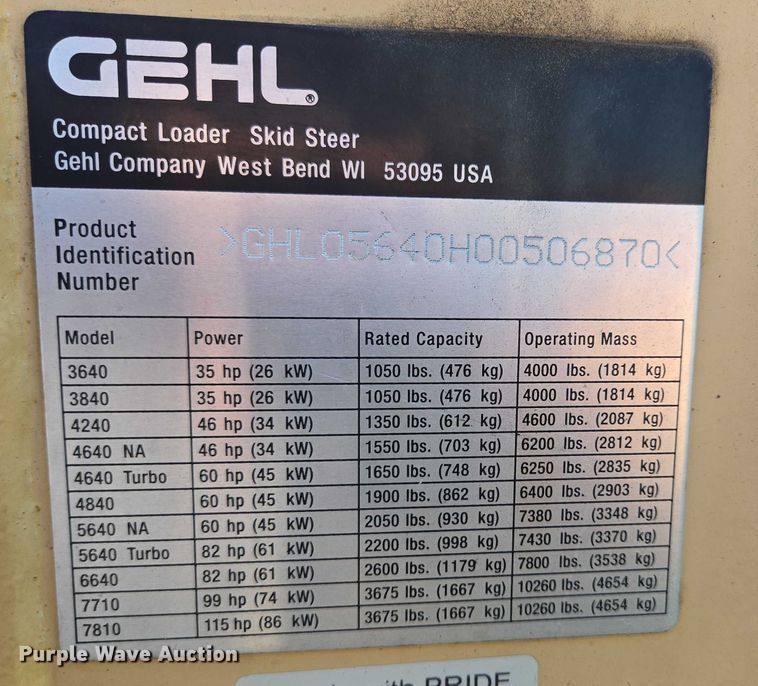 GEHL®
Compact Loader Skid Steer
Gehl Company West Bend WI 53095 USA
Product
Identification
Number
>GHL05640H00506870<
Model Power Rated Capacity Operating Mass
3640 35 hp (26 kW) 1050 lbs. (476 kg) 4000 lbs. (1814 kg)
3840 35 hp (26 kW) 1050 lbs. (476 kg) 4000 lbs. (1814 kg)
4240 46 hp (34 kW) 1350 lbs. (612 kg) 4600 lbs. (2087 kg)
4640 NA 46 hp (34 kW) 1550 lbs. (703 kg) 6200 lbs. (2812 kg)
4640 Turbo 60 hp (45 kW) 1650 lbs. (748 kg) 6250 lbs. (2835 kg)
4840 60 hp (45 kW) 1900 lbs. (862 kg) 6400 lbs. (2903 kg)
5640 NA 60 hp (45 kW) 2050 lbs. (930 kg) 7380 lbs. (3348 kg)
5640 Turbo 82 hp (61 kW) 2200 lbs. (998 kg) 7430 lbs. (3370 kg)
6640 82 hp (61 kW) 2600 lbs. (1179 kg) 7800 lbs. (3538 kg)
7710 99 hp (74 kW) 3675 lbs. (1667 kg) 10260 lbs. (4654 kg)
7810 115 hp (86 kW) 3675 lbs. (1667 kg) 10260 lbs. (4654 kg)
Purple Wave Auction
with PRIDE